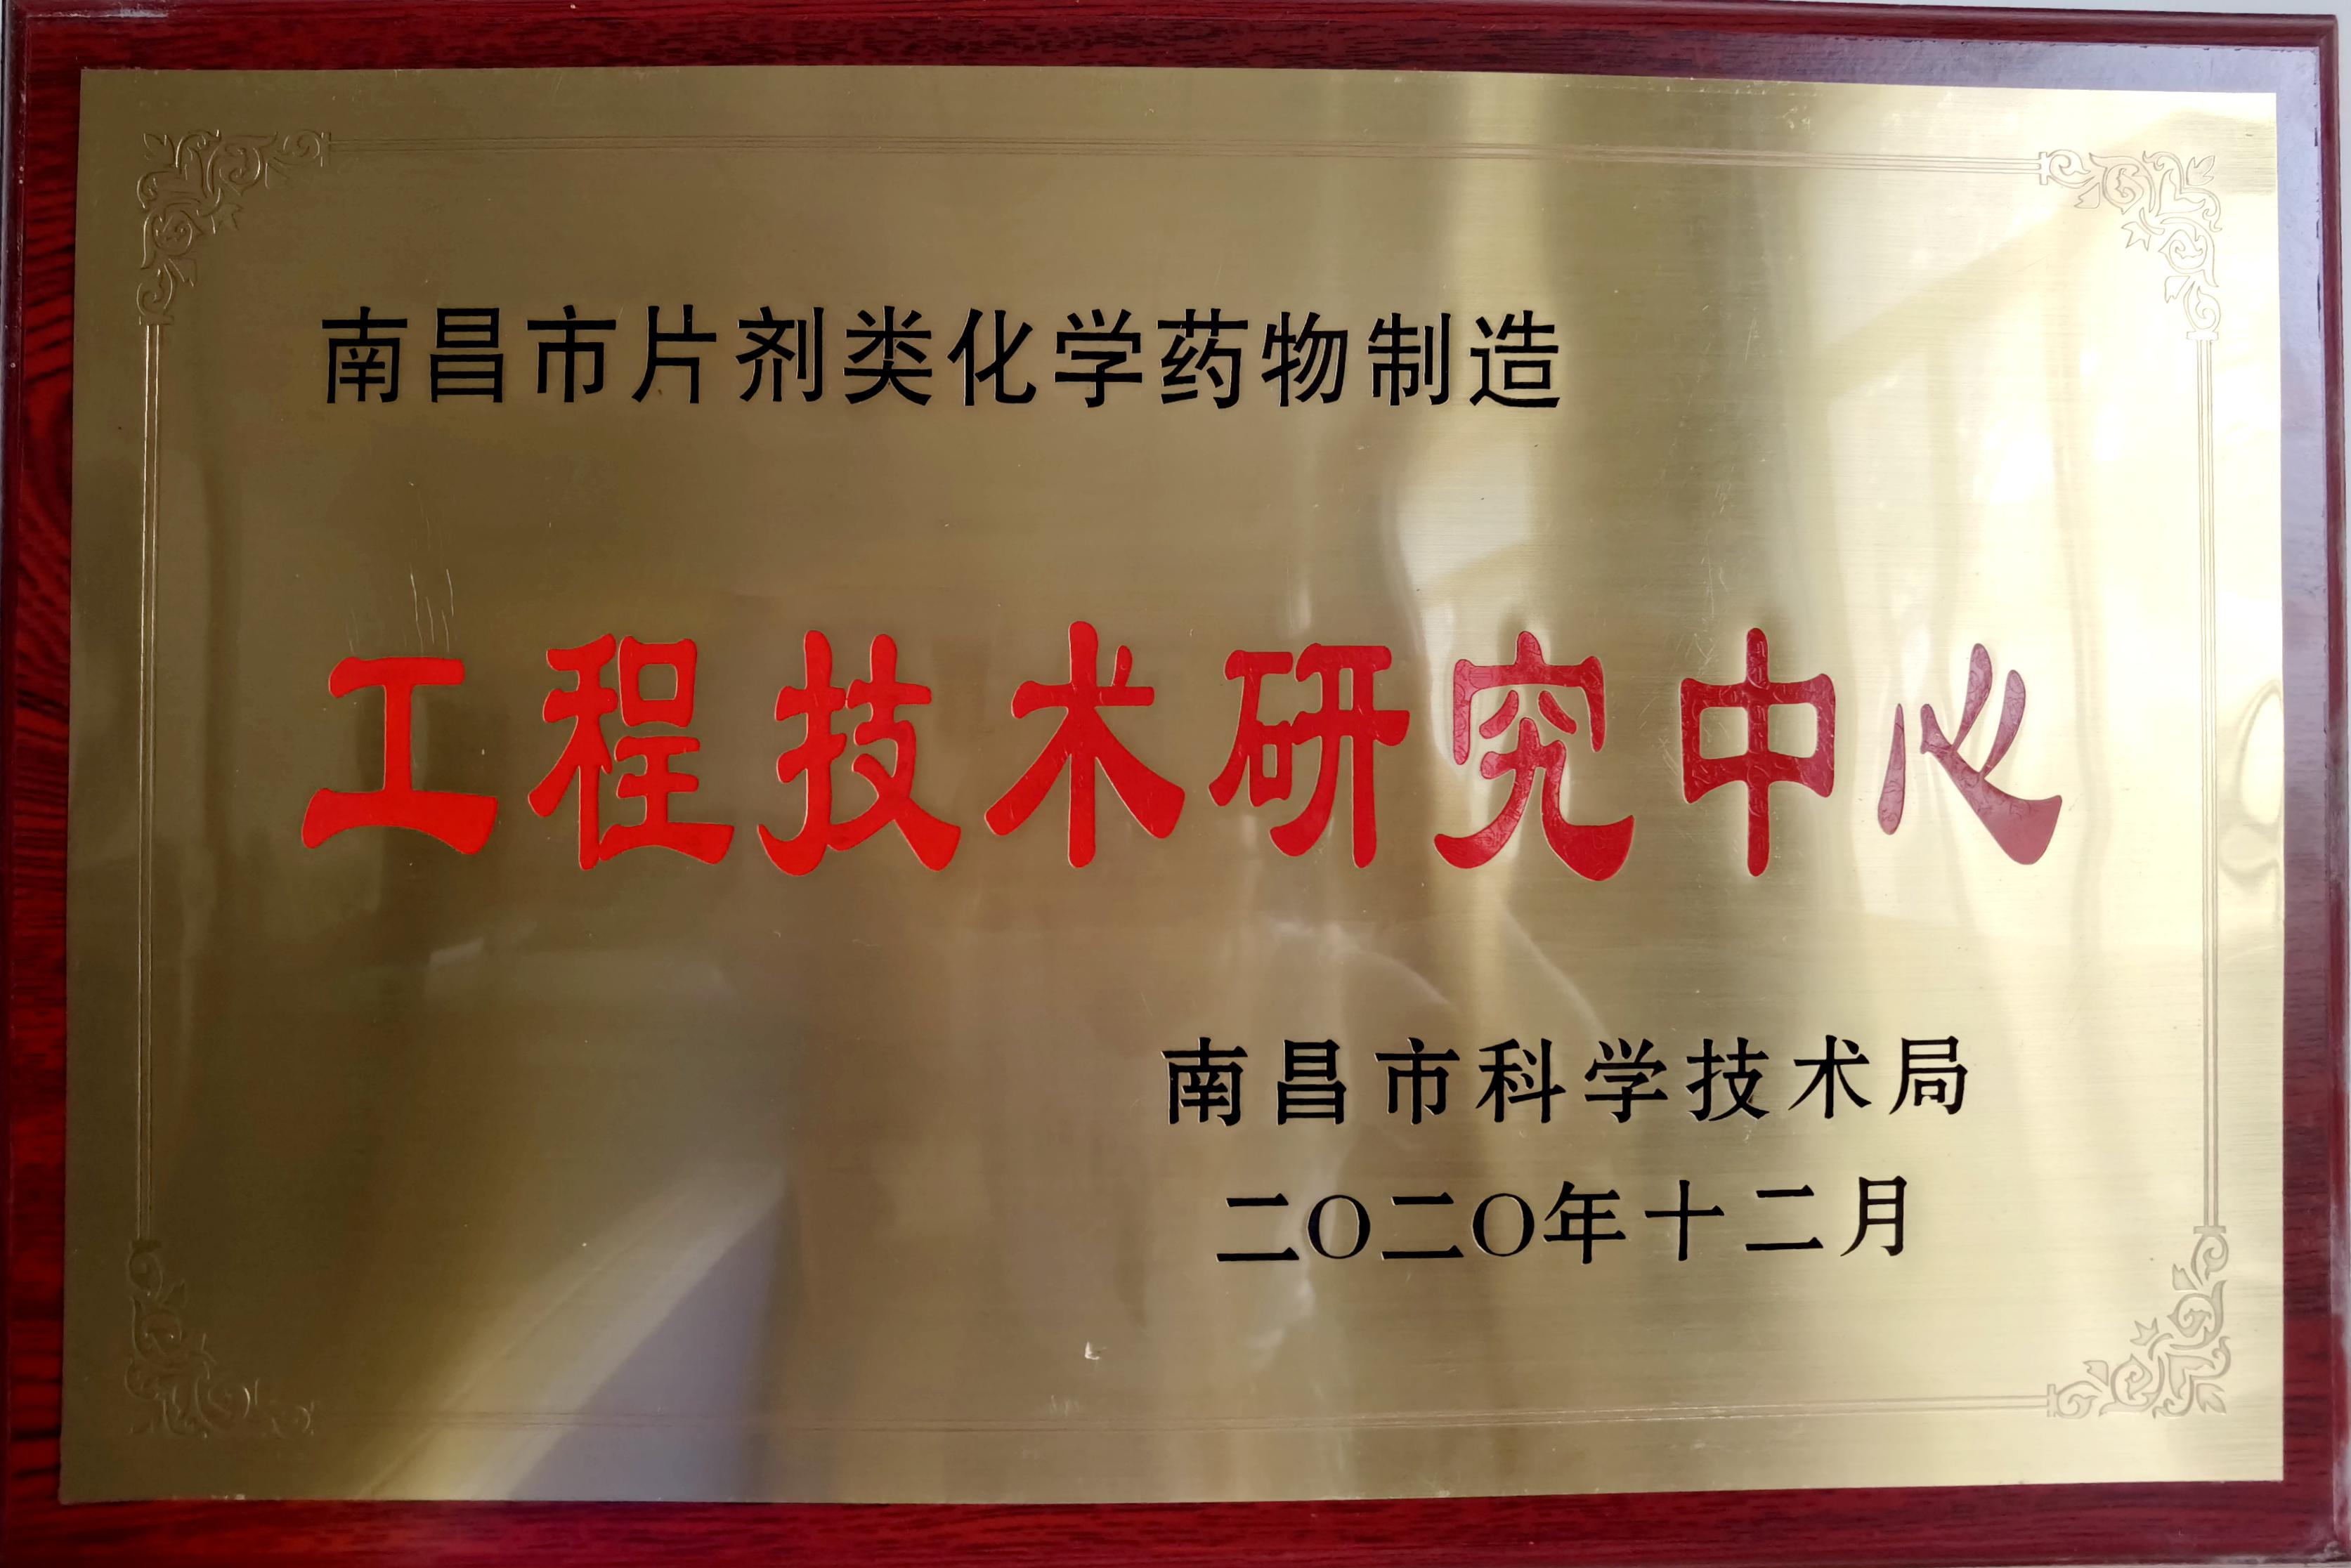 南昌市片剂类化学药物制造
工程技术研究中心
南昌市科学技术局
二〇二〇年十二月